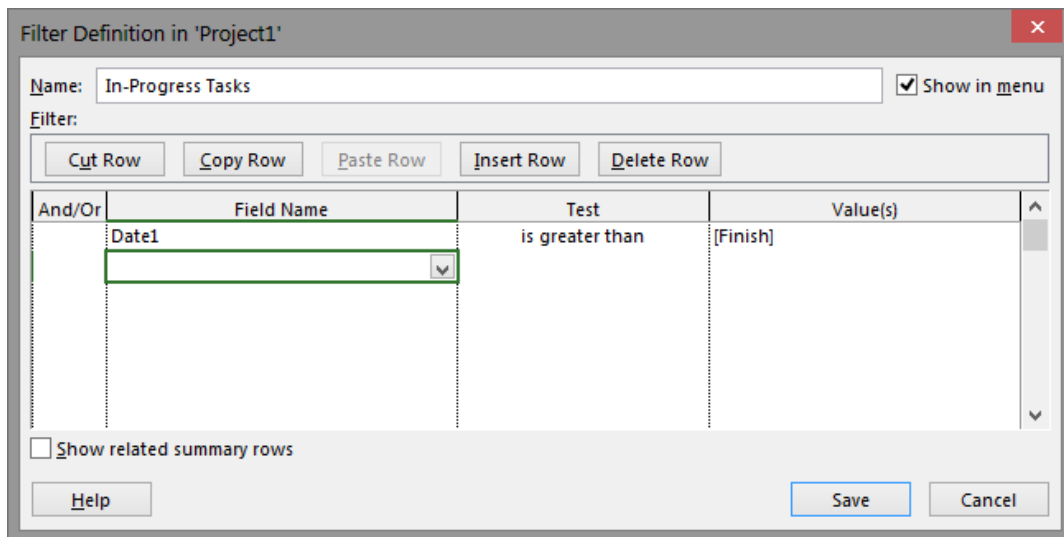 Filter Definition in 'Project1'
Name: In-Progress Tasks Show in menu
Filter:
Cut Row Copy Row Paste Row Insert Row Delete Row
And/Or Field Name Test Value(s)
Date1 is greater than [Finish]
Show related summary rows
Help Save Cancel